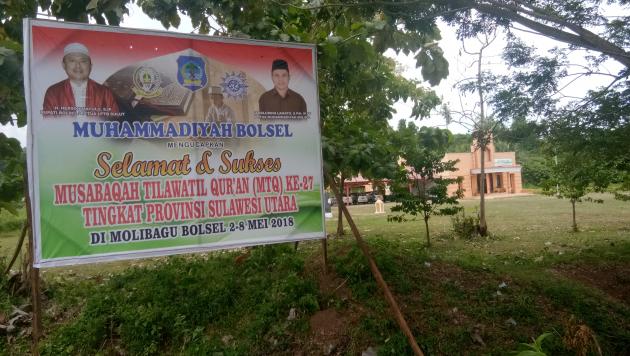 MUHAMMADIYAH BOLSEL
MENGUCAPKAN
Selamat & Sukses
MUSABAQAH TILAWATIL QUR'AN (MTQ) KE-27
TINGKAT PROVINSI SULAWESI UTARA
DI MOLIBAGU BOLSEL 2-8 MEI 2018